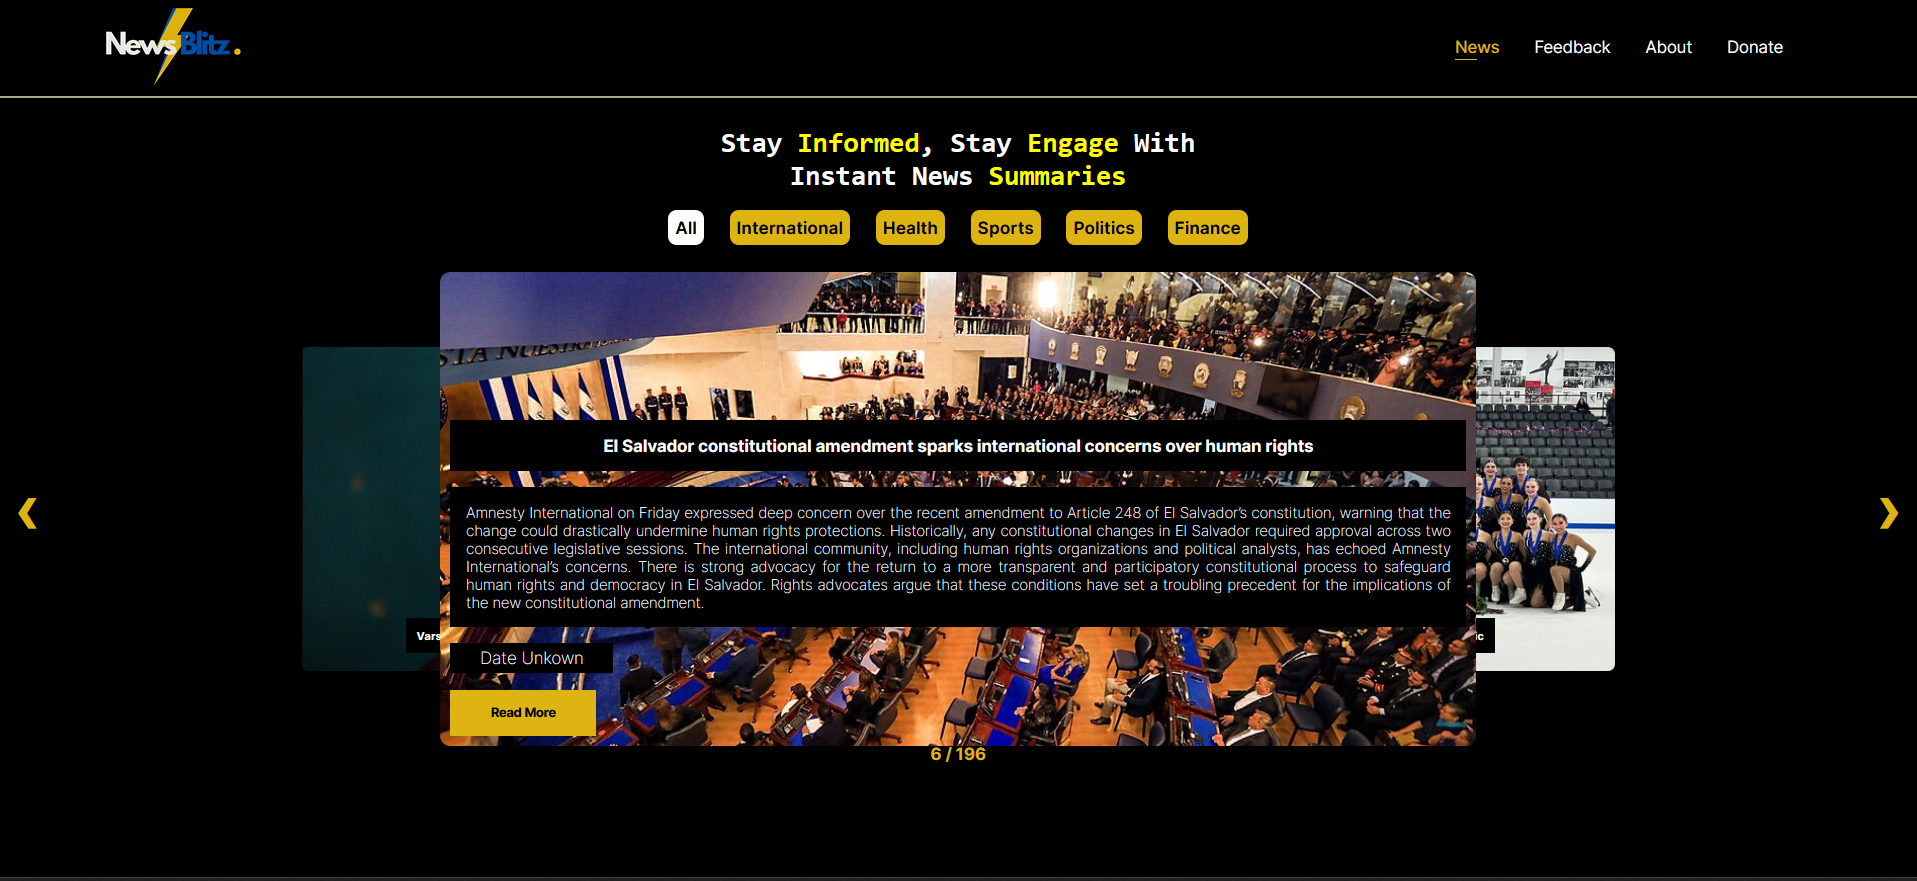 NewsBlitz.
News Feedback About Donate
Stay Informed, Stay Engage With
Instant News Summaries
All International Health Sports Politics Finance
El Salvador constitutional amendment sparks international concerns over human rights
Amnesty International on Friday expressed deep concern over the recent amendment to Article 248 of El Salvador’s constitution, warning that the
change could drastically undermine human rights protections. Historically, any constitutional changes in El Salvador required approval across two
consecutive legislative sessions. The international community, including human rights organizations and political analysts, has echoed Amnesty
International’s concerns. There is strong advocacy for the return to a more transparent and participatory constitutional process to safeguard
human rights and democracy in El Salvador. Rights advocates argue that these conditions have set a troubling precedent for the implications of
the new constitutional amendment.
Vars
ic
Date Unkown
Read More
6 / 196
❮
❯